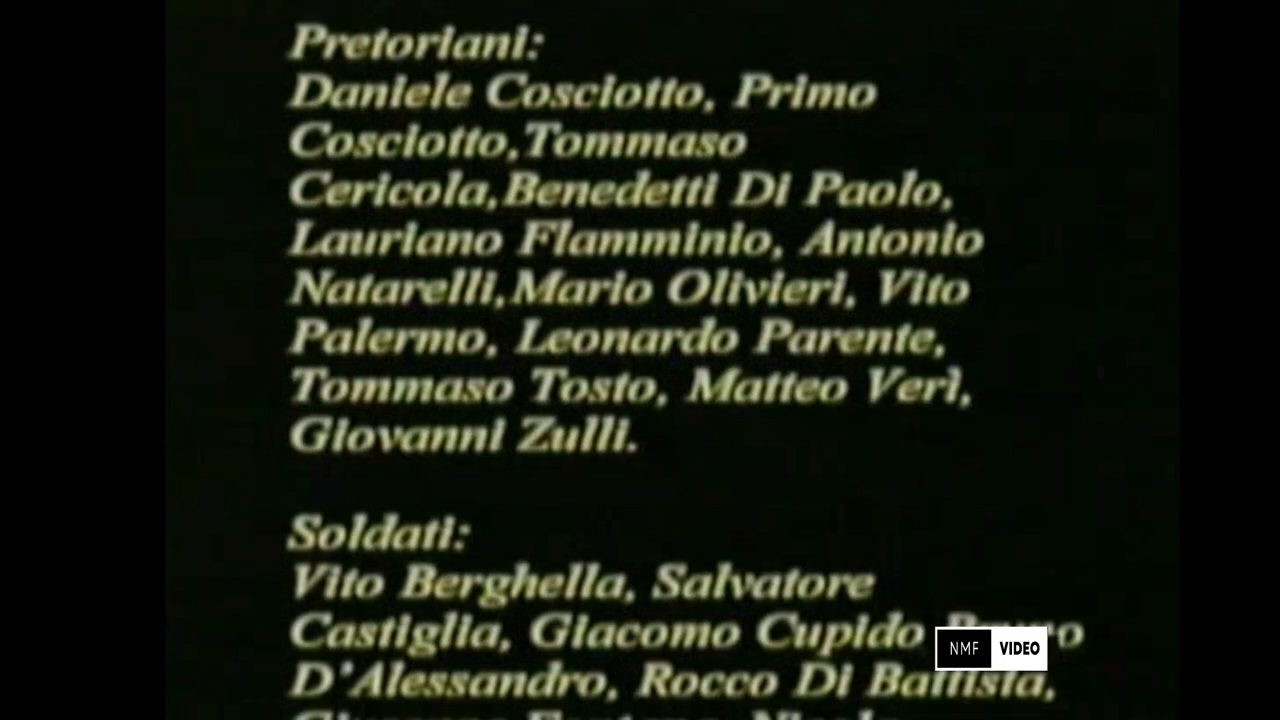 Pretoriani:
Daniele Cosciotto, Primo
Cosciotto,Tommaso
Cericola,Benedetti Di Paolo,
Lauriano Flamminio, Antonio
Natarelli,Mario Olivieri, Vito
Palermo, Leonardo Parente,
Tommaso Tosto, Matteo Verì,
Giovanni Zulli.
Soldati:
Vito Berghella, Salvatore
Castiglia, Giacomo Cupido
D'Alessandro, Rocco Di Battista,
NMF VIDEO